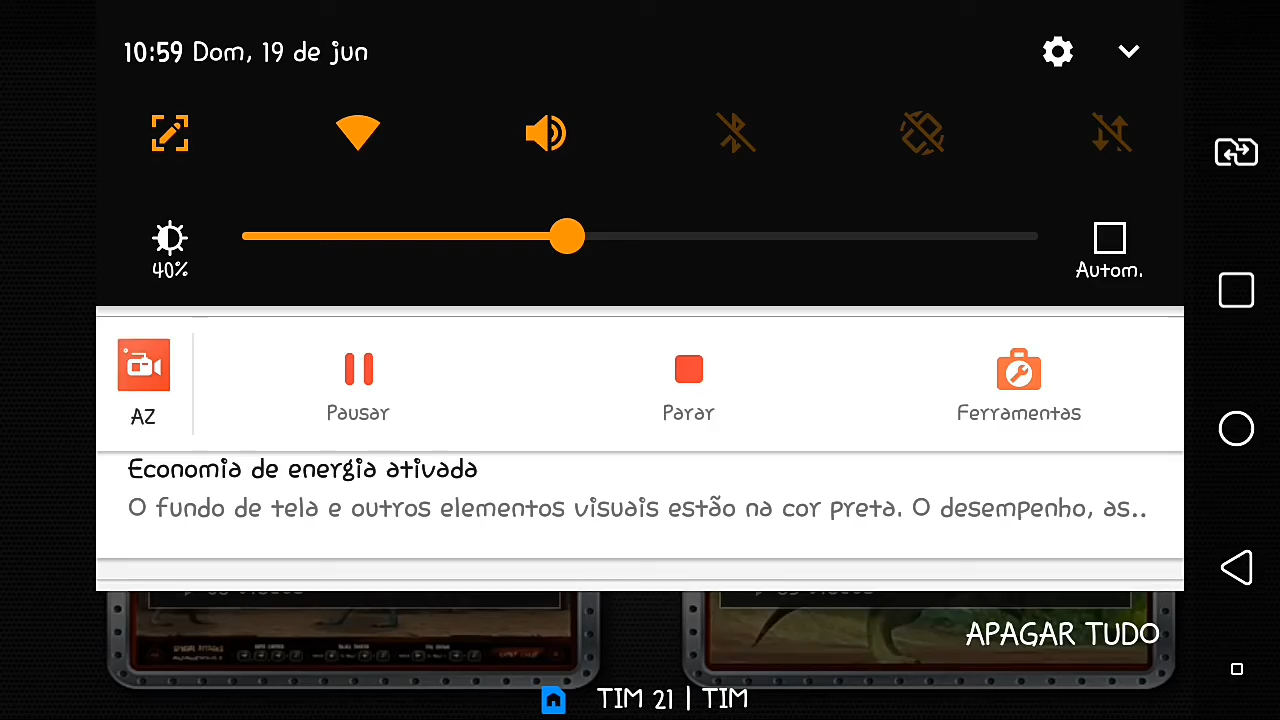 10:59 Dom, 19 de jun
40%
Autom.
AZ
Pausar
Parar
Ferramentas
Economia de energia ativada
O fundo de tela e outros elementos visuais estão na cor preta. O desempenho, as..
APAGAR TUDO
TIM 21 | TIM